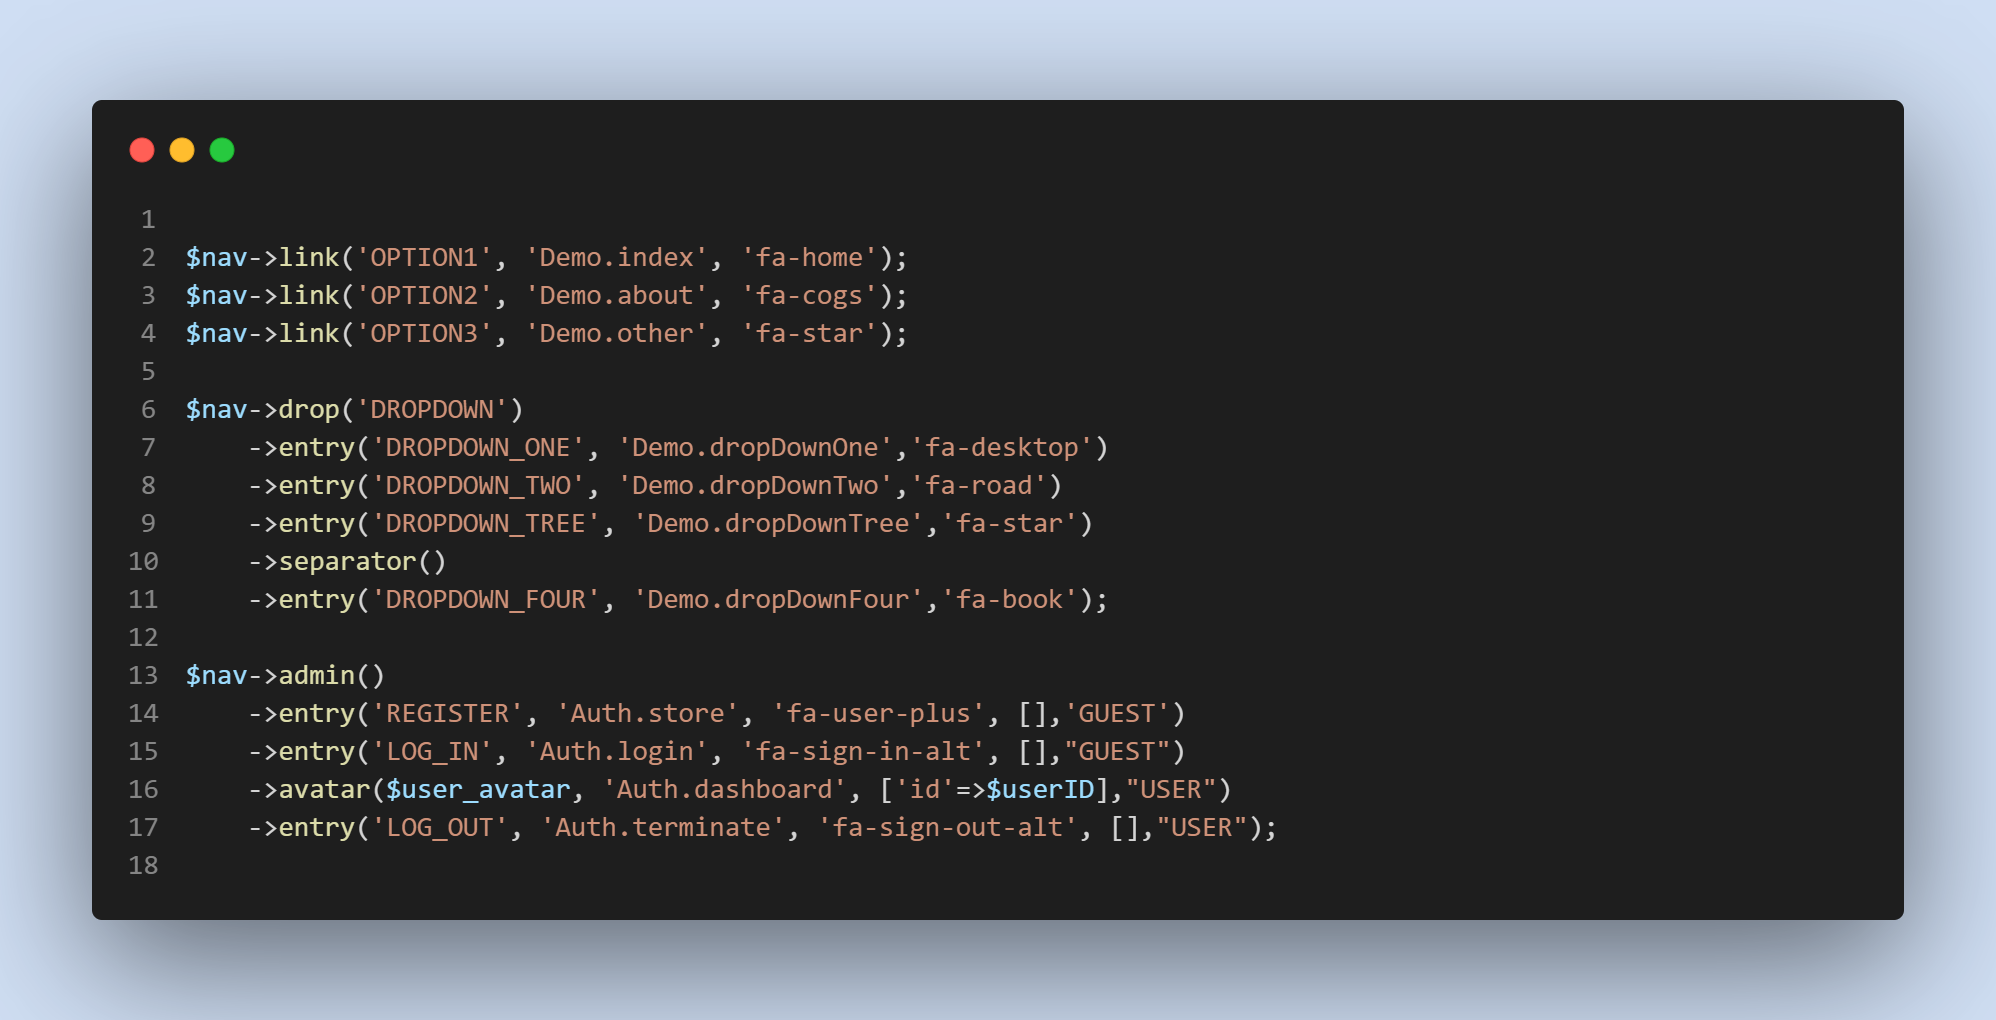 1
2 $nav->link('OPTION1', 'Demo.index', 'fa-home');
3 $nav->link('OPTION2', 'Demo.about', 'fa-cogs');
4 $nav->link('OPTION3', 'Demo.other', 'fa-star');
5
6 $nav->drop('DROPDOWN')
7     ->entry('DROPDOWN_ONE', 'Demo.dropDownOne','fa-desktop')
8     ->entry('DROPDOWN_TWO', 'Demo.dropDownTwo','fa-road')
9     ->entry('DROPDOWN_TREE', 'Demo.dropDownTree','fa-star')
10     ->separator()
11     ->entry('DROPDOWN_FOUR', 'Demo.dropDownFour','fa-book');
12
13 $nav->admin()
14     ->entry('REGISTER', 'Auth.store', 'fa-user-plus', [],'GUEST')
15     ->entry('LOG_IN', 'Auth.login', 'fa-sign-in-alt', [],"GUEST")
16     ->avatar($user_avatar, 'Auth.dashboard', ['id'=>$userID],"USER")
17     ->entry('LOG_OUT', 'Auth.terminate', 'fa-sign-out-alt', [],"USER");
18